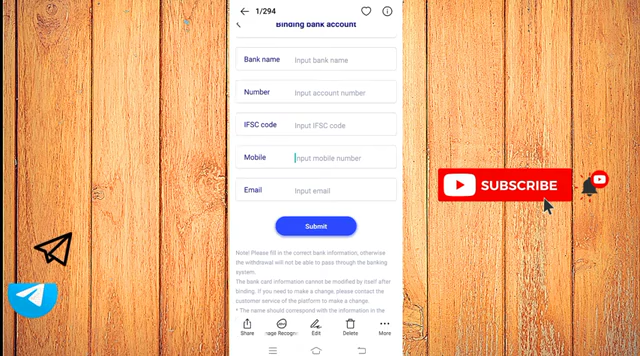 1/294
Binding bank account
Bank name Input bank name
Number Input account number
IFSC code Input IFSC code
Mobile Input mobile number
Email Input email
Submit
Note! Please fill in the correct bank information, otherwise
the withdrawal will not be able to pass through the banking
system.
The bank card information cannot be modified by itself after
binding. If you need to make a change, please contact the
customer service of the platform to make a change.
* The name should correspond with the information in the
Share nage Recogni Edit Delete More
SUBSCRIBE